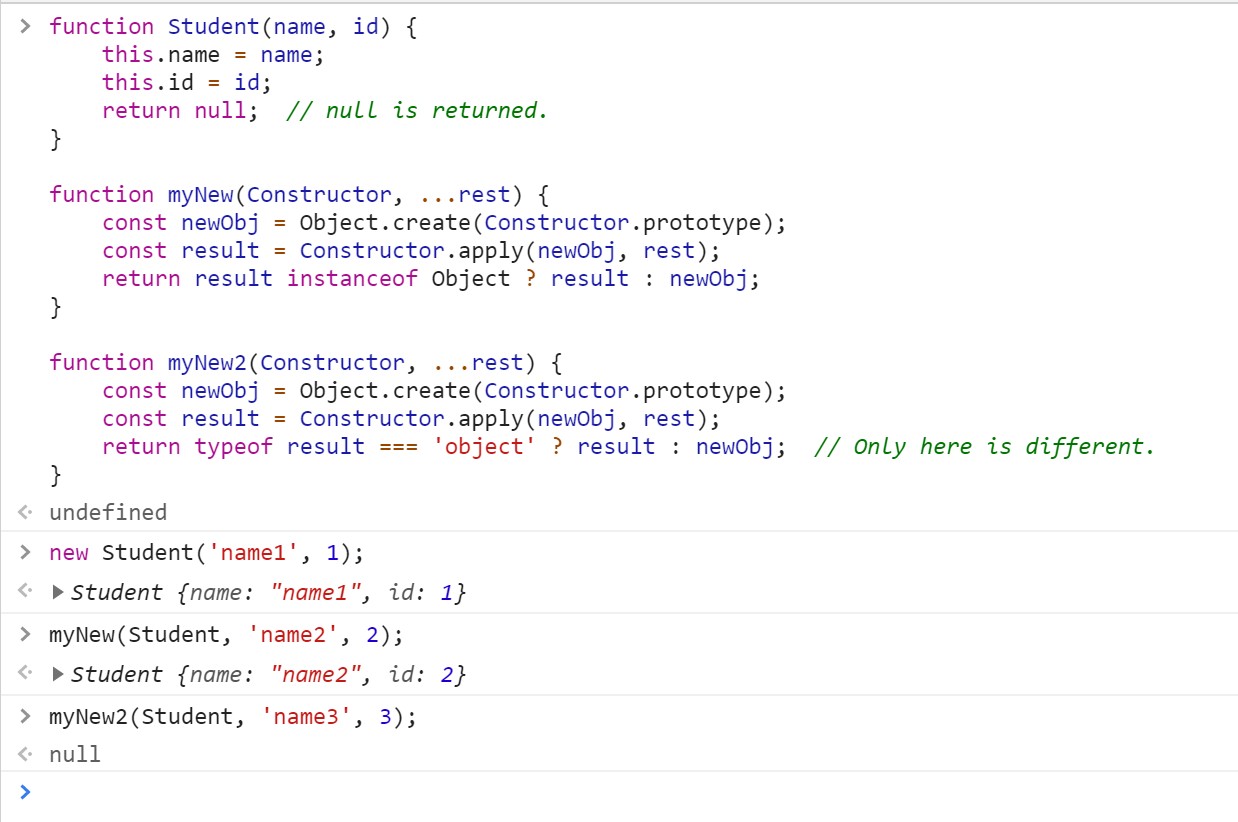 function Student(name, id) {
    this.name = name;
    this.id = id;
    return null;  // null is returned.
}

function myNew(Constructor, ...rest) {
    const newObj = Object.create(Constructor.prototype);
    const result = Constructor.apply(newObj, rest);
    return result instanceof Object ? result : newObj;
}

function myNew2(Constructor, ...rest) {
    const newObj = Object.create(Constructor.prototype);
    const result = Constructor.apply(newObj, rest);
    return typeof result === 'object' ? result : newObj;  // Only here is different.
}
undefined
new Student('name1', 1);
Student {name: "name1", id: 1}
myNew(Student, 'name2', 2);
Student {name: "name2", id: 2}
myNew2(Student, 'name3', 3);
null